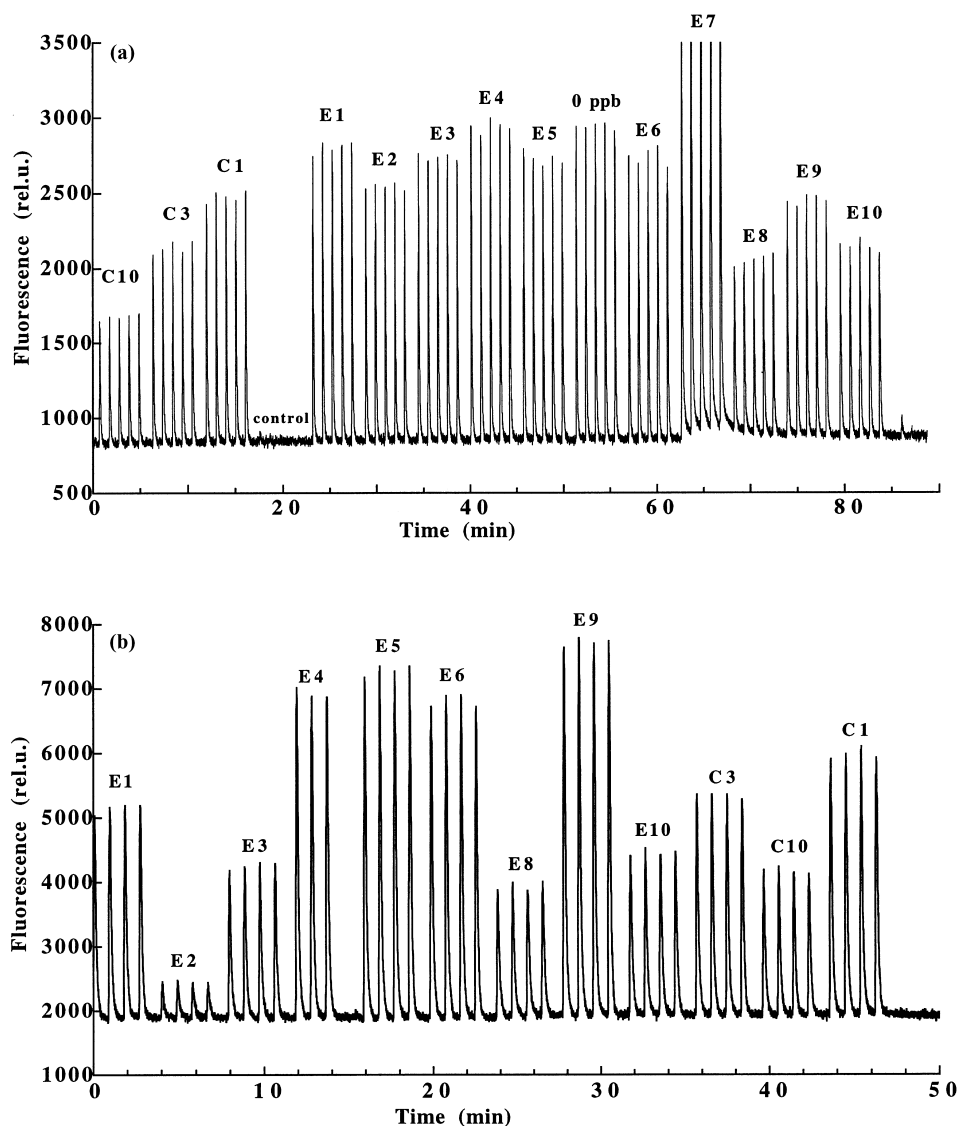 E7
3500
(a)
3000
E4
0 ppb
E1
E3
E5
E6
E2
2500
C1
C3
E9
E10
E8
2000
C10
Fluorescence (rel.u.)
1500
1000
control
500
0
20
40
60
80
Time (min)
8000
(b)
E9
E5
E4
E6
7000
C1
6000
E1
C3
5000
E3
E10
C10
E8
4000
Fluorescence (rel.u.)
3000
E2
2000
1000
0
10
20
30
40
50
Time (min)